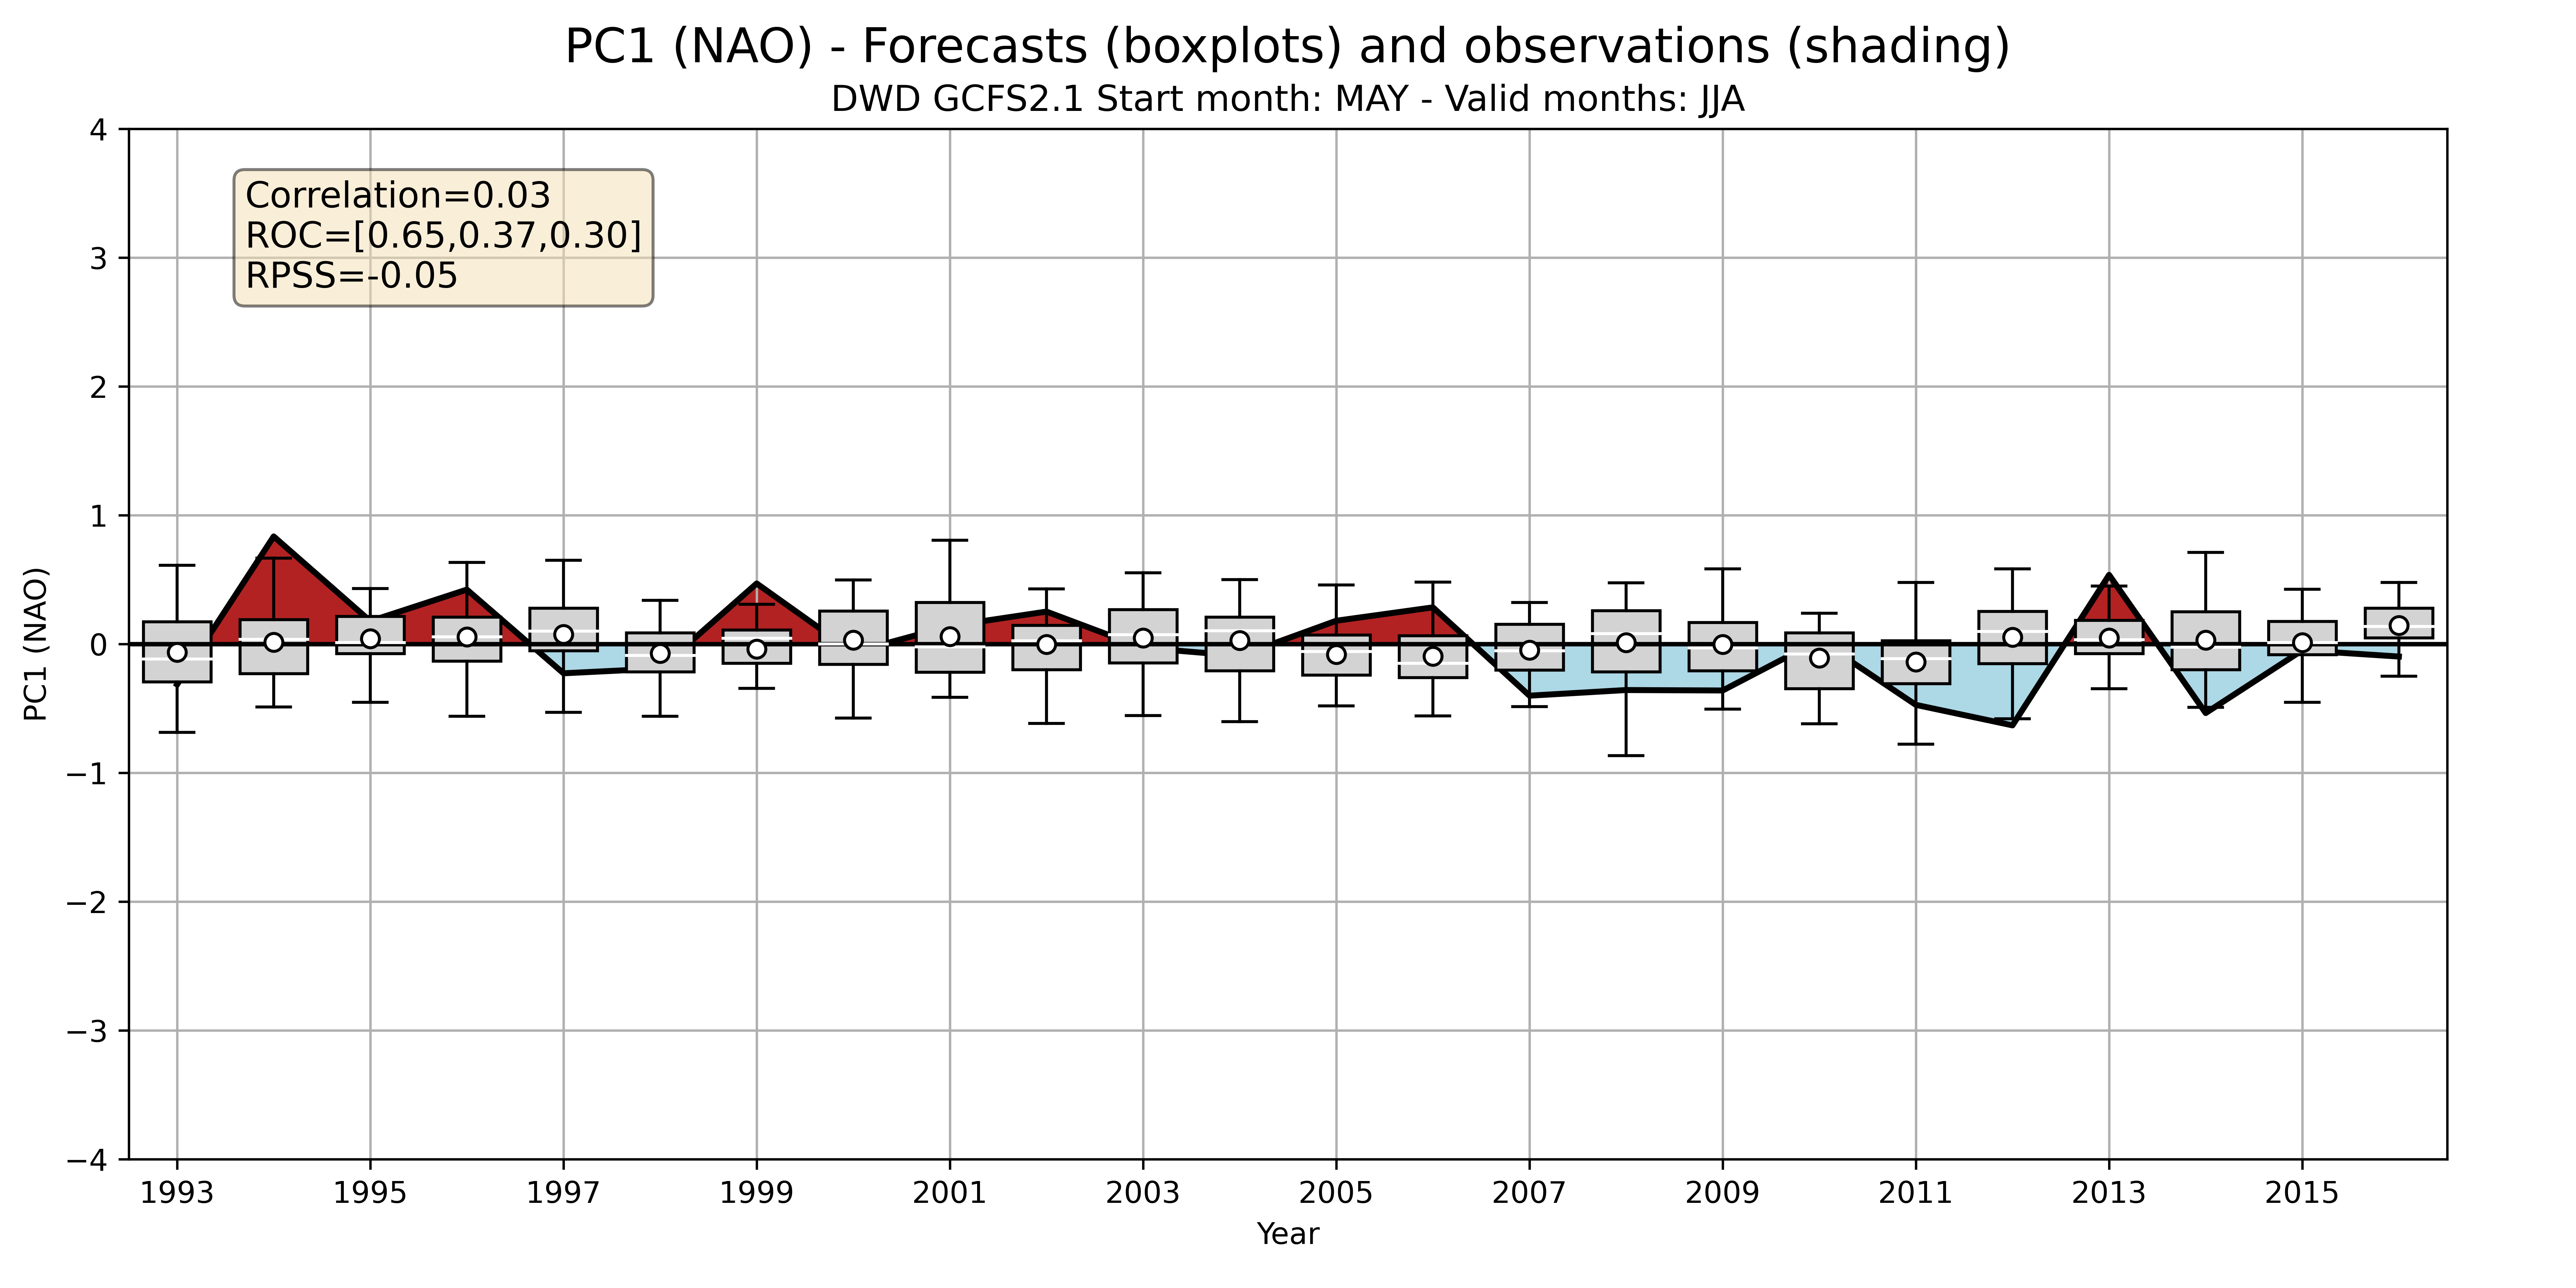 PC1 (NAO) - Forecasts (boxplots) and observations (shading)
DWD GCFS2.1 Start month: MAY - Valid months: JJA
Correlation=0.03
ROC=[0.65,0.37,0.30]
RPSS=-0.05
PC1 (NAO)
4
3
2
1
0
−1
−2
−3
−4
1993 1995 1997 1999 2001 2003 2005 2007 2009 2011 2013 2015
Year